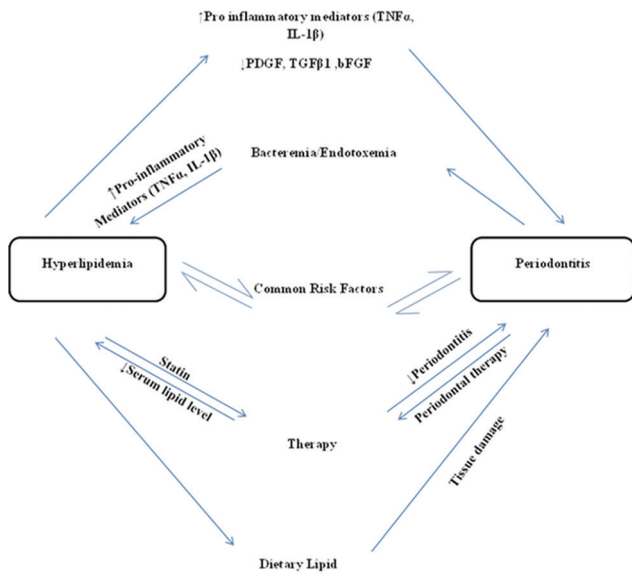 ↑Pro inflammatory mediators (TNFα,
IL-1β)
↓PDGF, TGFβ1 ,bFGF
Bacteremia/Endotoxemia
↑Pro-inflammatory
Mediators (TNFα, IL-1β)
Hyperlipidemia
Periodontitis
Common Risk Factors
Statin
↓Serum lipid level
↓Periodontitis
Periodontal therapy
Therapy
Tissue damage
Dietary Lipid